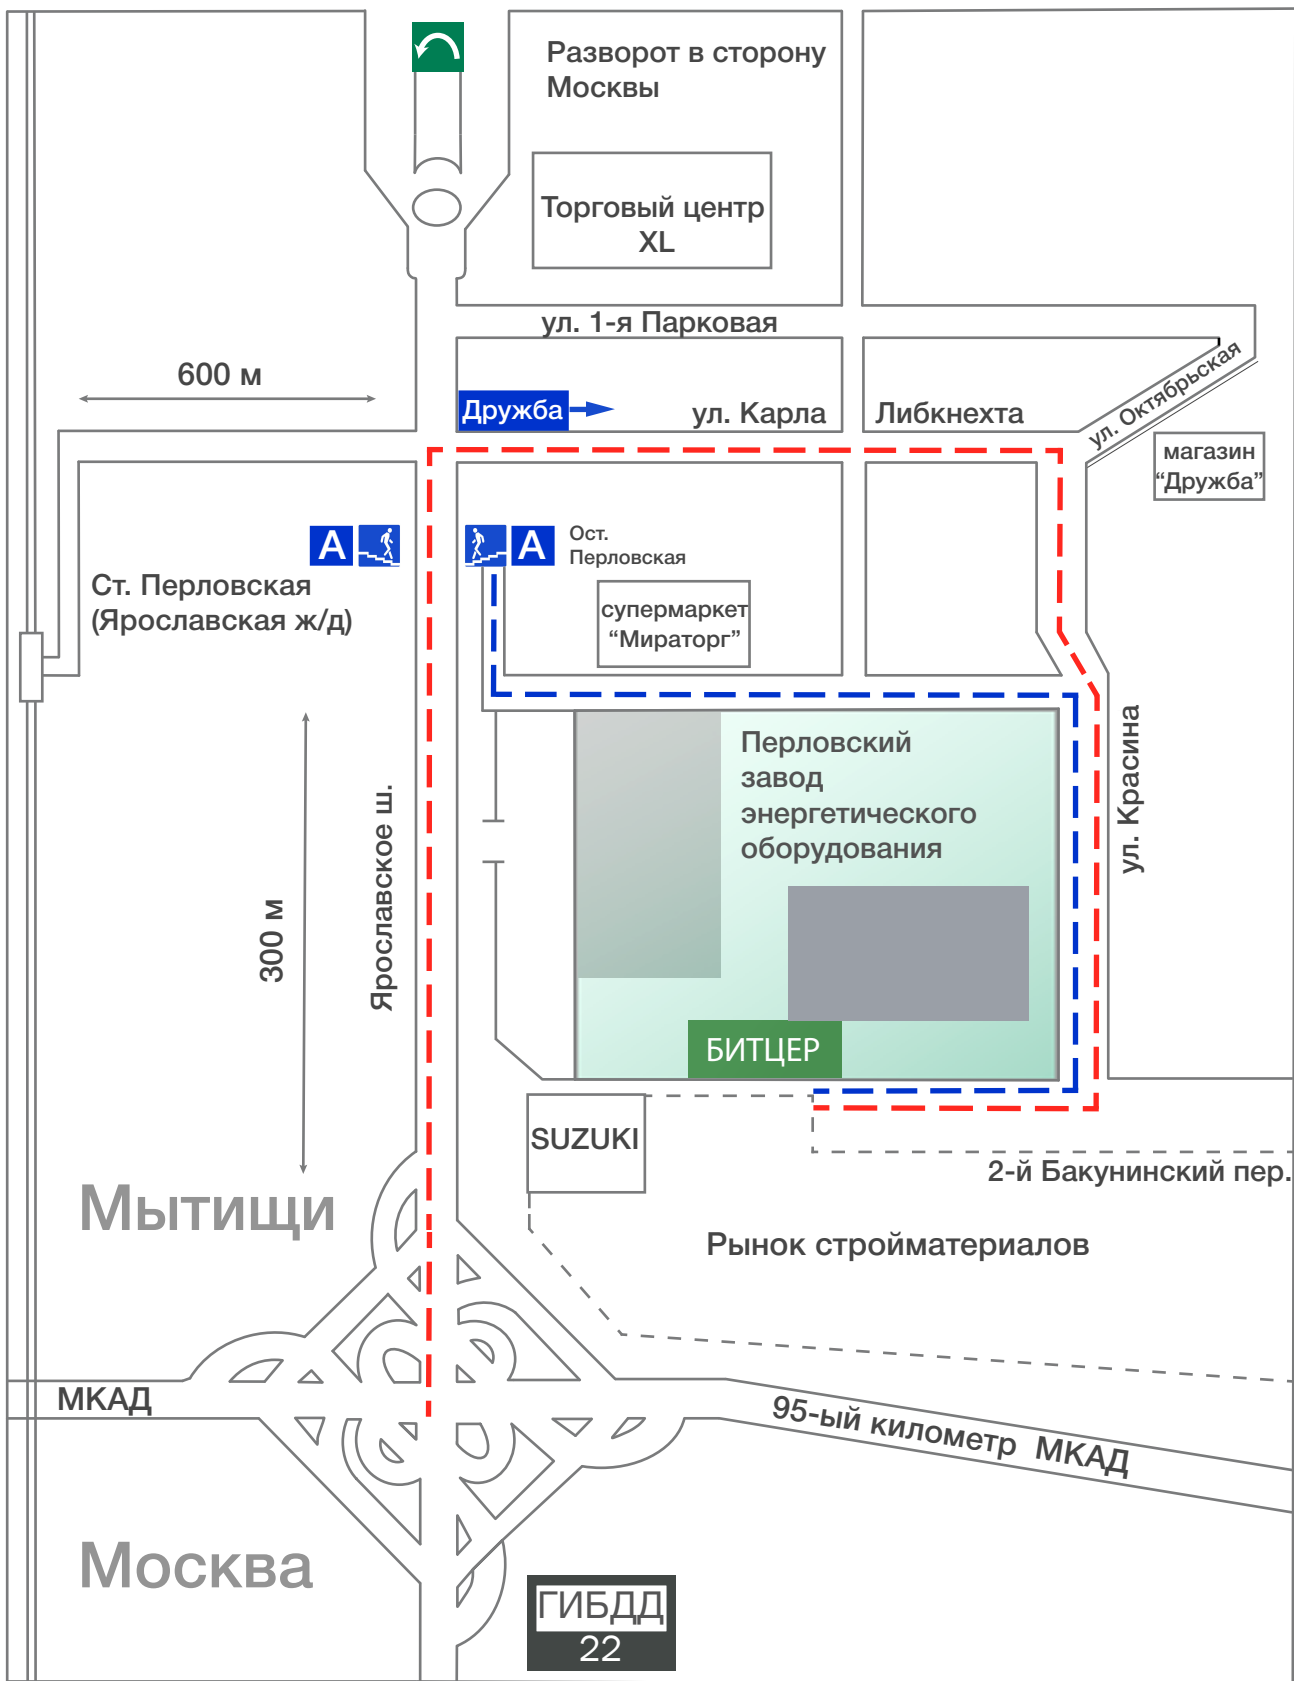 Разворот в сторону
Москвы
Торговый центр
XL
ул. 1-я Парковая
600 м
Дружба
ул. Карла
Либкнехта
ул. Октябрьская
магазин
“Дружба”
А
А
Ост.
Перловская
Ст. Перловская
(Ярославская ж/д)
супермаркет
“Мираторг”
Перловский
завод
энергетического
оборудования
ул. Красина
Ярославское ш.
300 м
БИТЦЕР
SUZUKI
2-й Бакунинский пер.
Мытищи
Рынок стройматериалов
МКАД
95-ый километр МКАД
Москва
ГИБДД
22